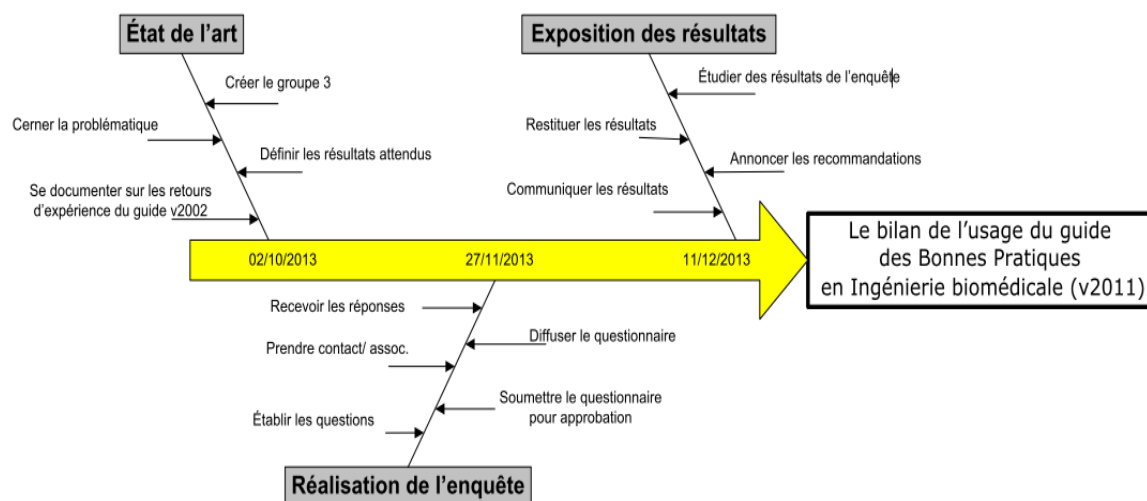 État de l’art
Exposition des résultats
Créer le groupe 3
Cerner la problématique
Définir les résultats attendus
Se documenter sur les retours
d’expérience du guide v2002
Étudier des résultats de l’enquête
Restituer les résultats
Annoncer les recommandations
Communiquer les résultats
02/10/2013
27/11/2013
11/12/2013
Le bilan de l’usage du guide
des Bonnes Pratiques
en Ingénierie biomédicale (v2011)
Recevoir les réponses
Diffuser le questionnaire
Prendre contact/ assoc.
Soumettre le questionnaire
pour approbation
Établir les questions
Réalisation de l’enquête